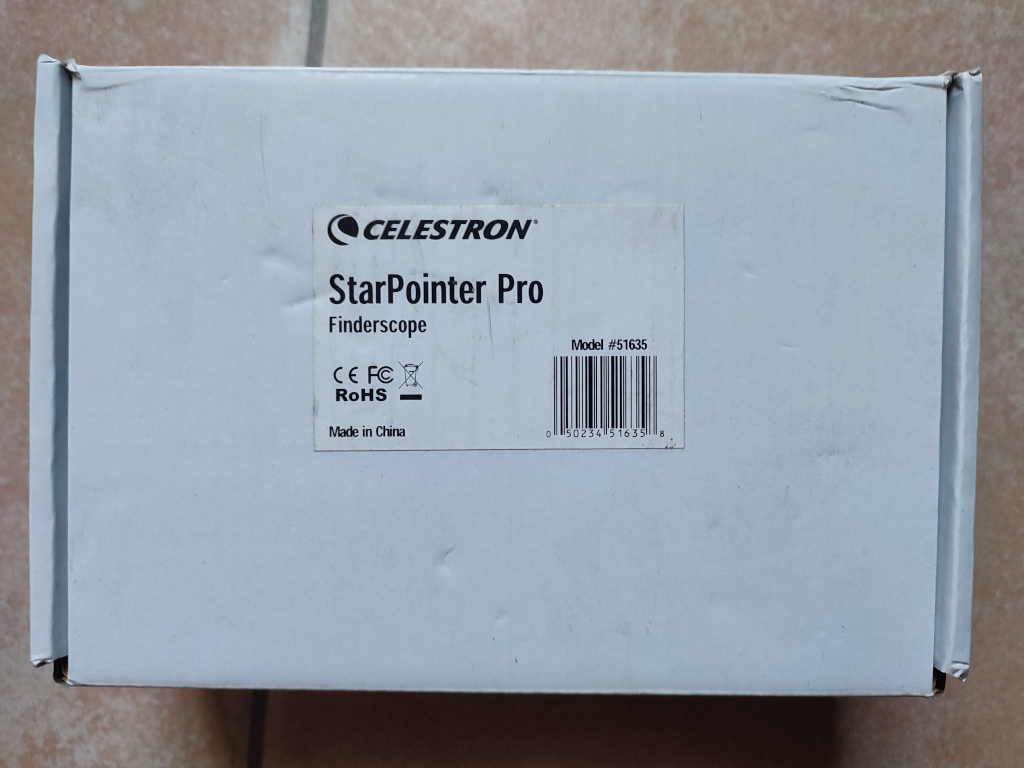 CELESTRON®
StarPointer Pro
Finderscope
Model #51635
CE FC
RoHS
Made in China
0 50234 51635 8